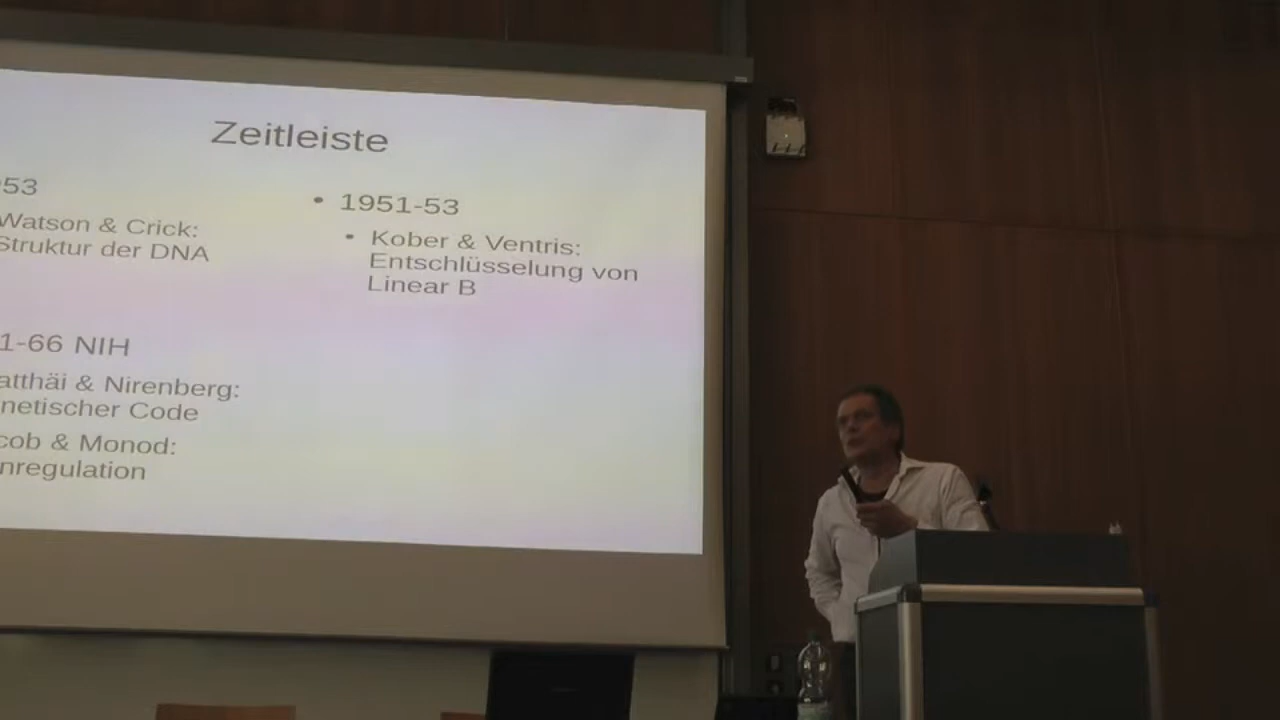 Zeitleiste
53
Watson & Crick:
Struktur der DNA
1-66 NIH
atthäi & Nirenberg:
netischer Code
cob & Monod:
nregulation
• 1951-53
• Kober & Ventris:
Entschlüsselung von
Linear B